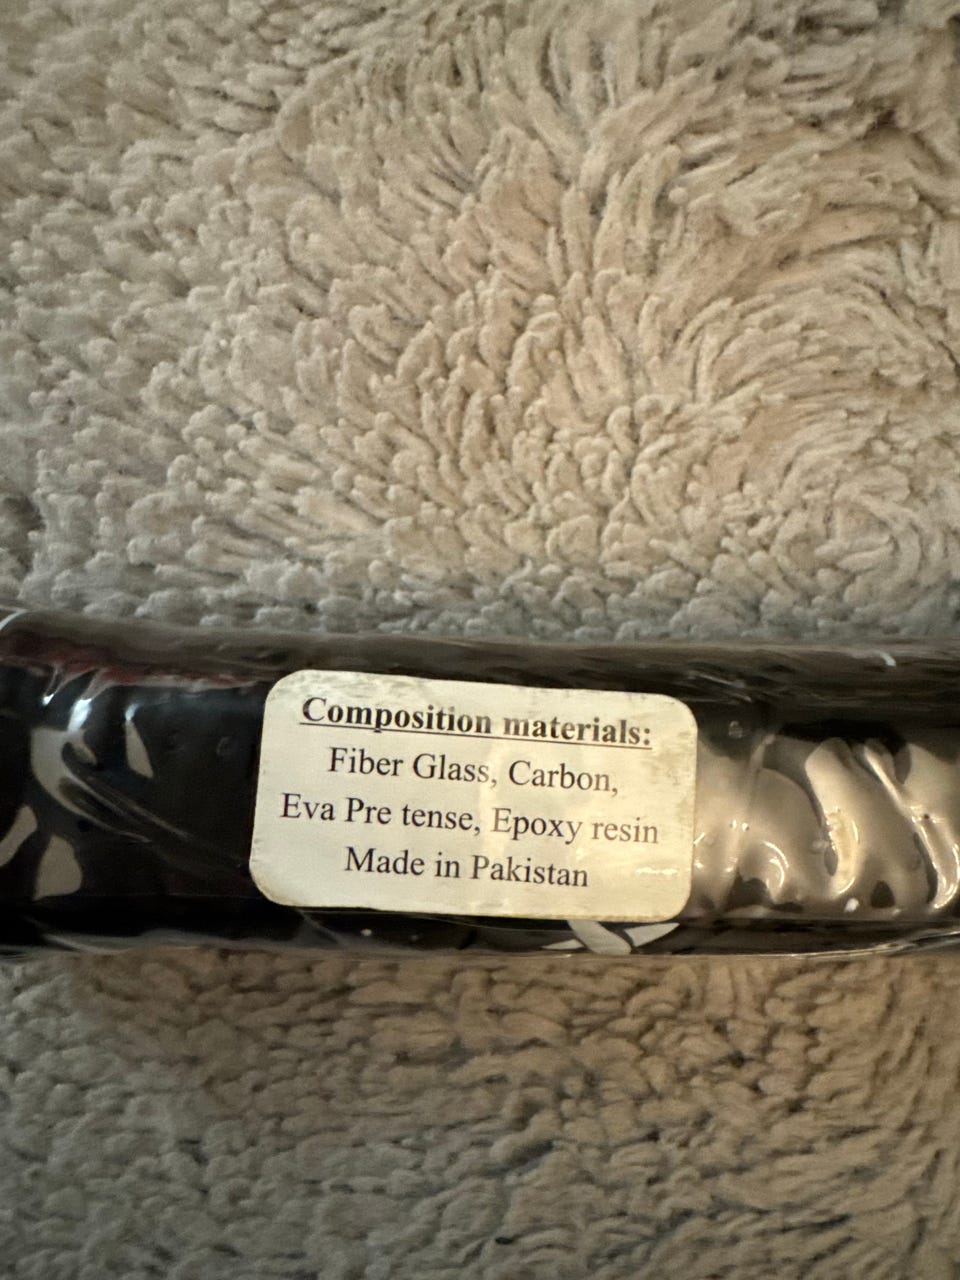 Composition materials:
Fiber Glass, Carbon,
Eva Pre tense, Epoxy resin
Made in Pakistan